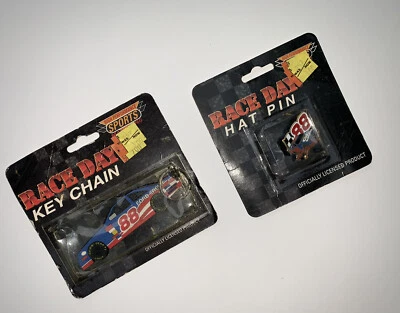 SPORTS
RACE DAY
KEY CHAIN
88
OFFICIALLY LICENSED PRODUCT
RACE DAY
HAT PIN
88
OFFICIALLY LICENSED PRODUCT